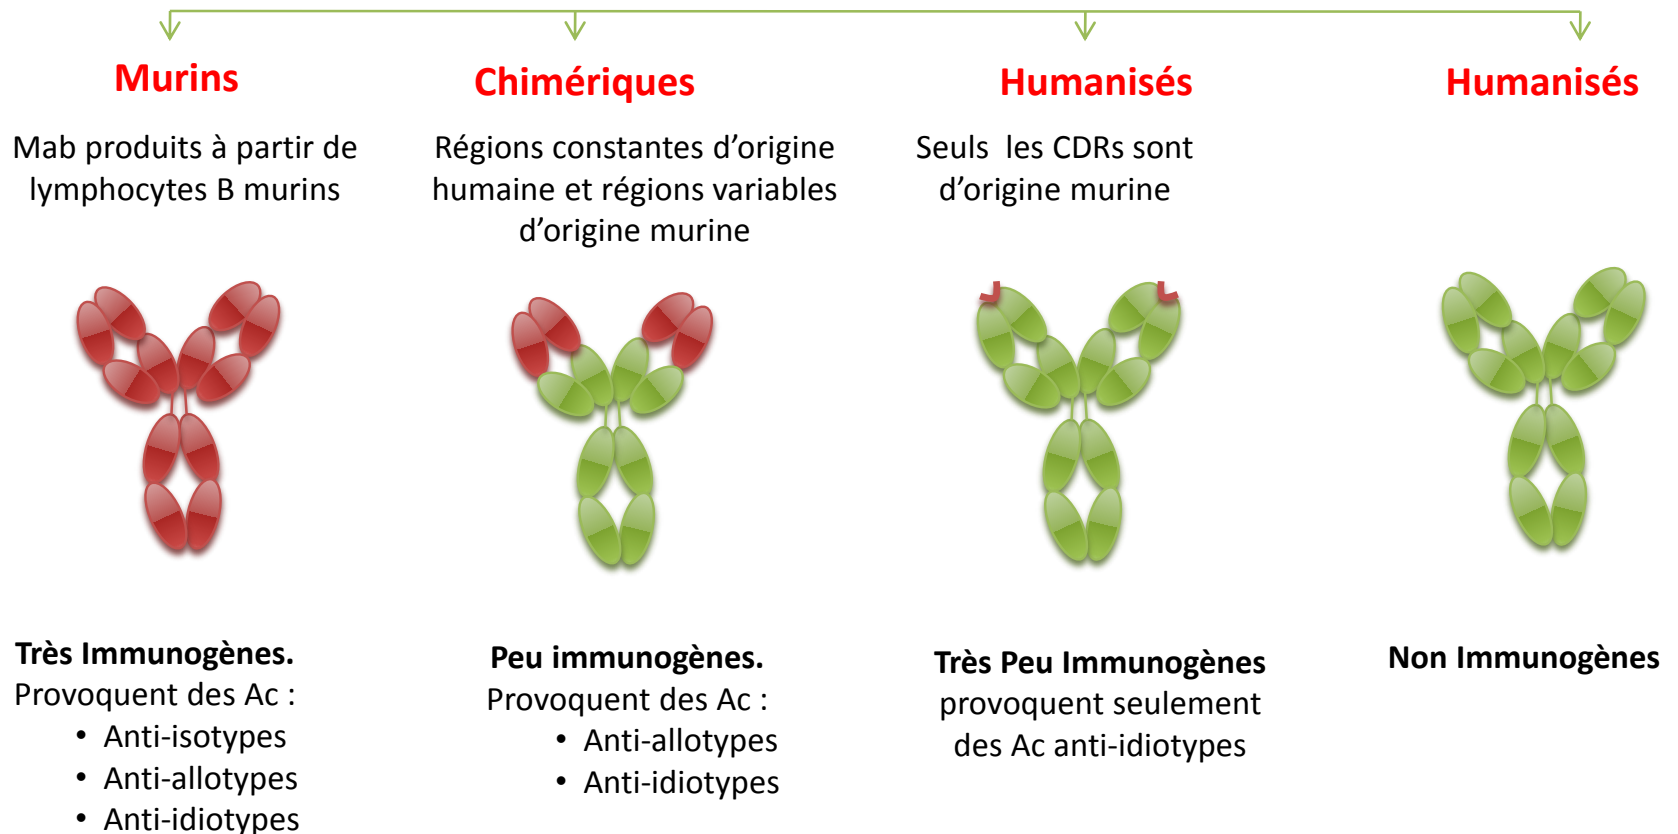 Murins
Mab produits à partir de
lymphocytes B murins
Très Immunogènes.
Provoquent des Ac :
• Anti-isotypes
• Anti-allotypes
• Anti-idiotypes
Chimériques
Régions constantes d’origine
humaine et régions variables
d’origine murine
Peu immunogènes.
Provoquent des Ac :
• Anti-allotypes
• Anti-idiotypes
Humanisés
Seuls les CDRs sont
d’origine murine
Très Peu Immunogènes
provoquent seulement
des Ac anti-idiotypes
Humanisés
Non Immunogènes